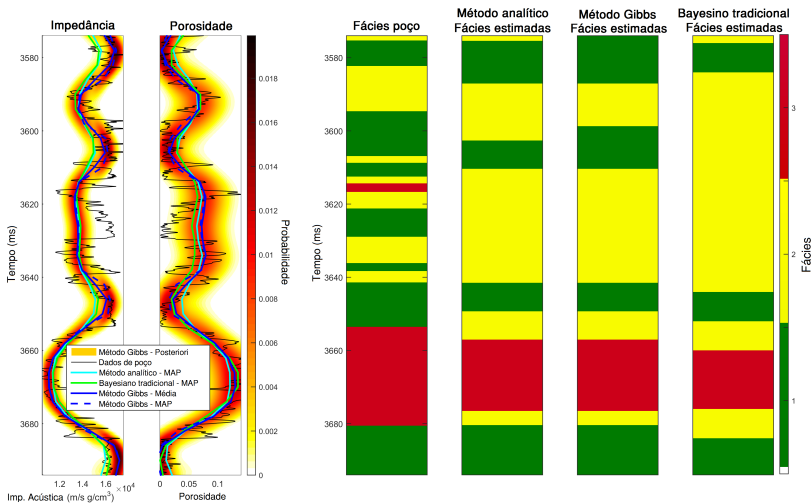 Impedância
Porosidade
Fácies poço
Método analítico
Fácies estimadas
Método Gibbs
Fácies estimadas
Bayesino tradicional
Fácies estimadas
Tempo (ms)
3580
3600
3620
3640
3660
3680
1.2
1.4
1.6
×10⁴
Imp. Acústica (m/s g/cm³)
0
0.05
0.1
Porosidade
Método Gibbs - Posteriori
Dados de poço
Método analítico - MAP
Bayesiano tradicional - MAP
Método Gibbs - Média
Método Gibbs - MAP
0.018
0.016
0.014
0.012
0.01
0.008
0.006
0.004
0.002
0
Probabilidade
Tempo (ms)
3580
3600
3620
3640
3660
3680
3
2
1
Fácies